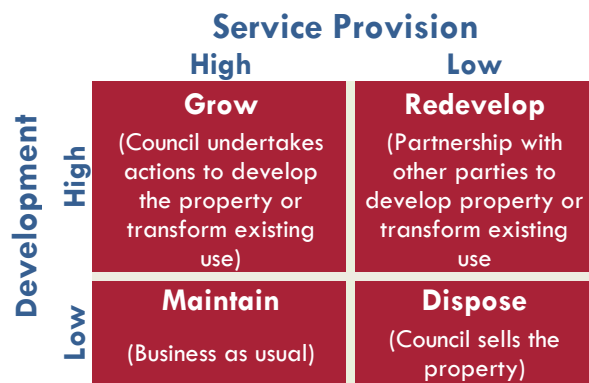 Service Provision
High
Low
Development
High
Grow
(Council undertakes
actions to develop
the property or
transform existing
use)
Redevelop
(Partnership with
other parties to
develop property or
transform existing
use
Low
Maintain
(Business as usual)
Dispose
(Council sells the
property)